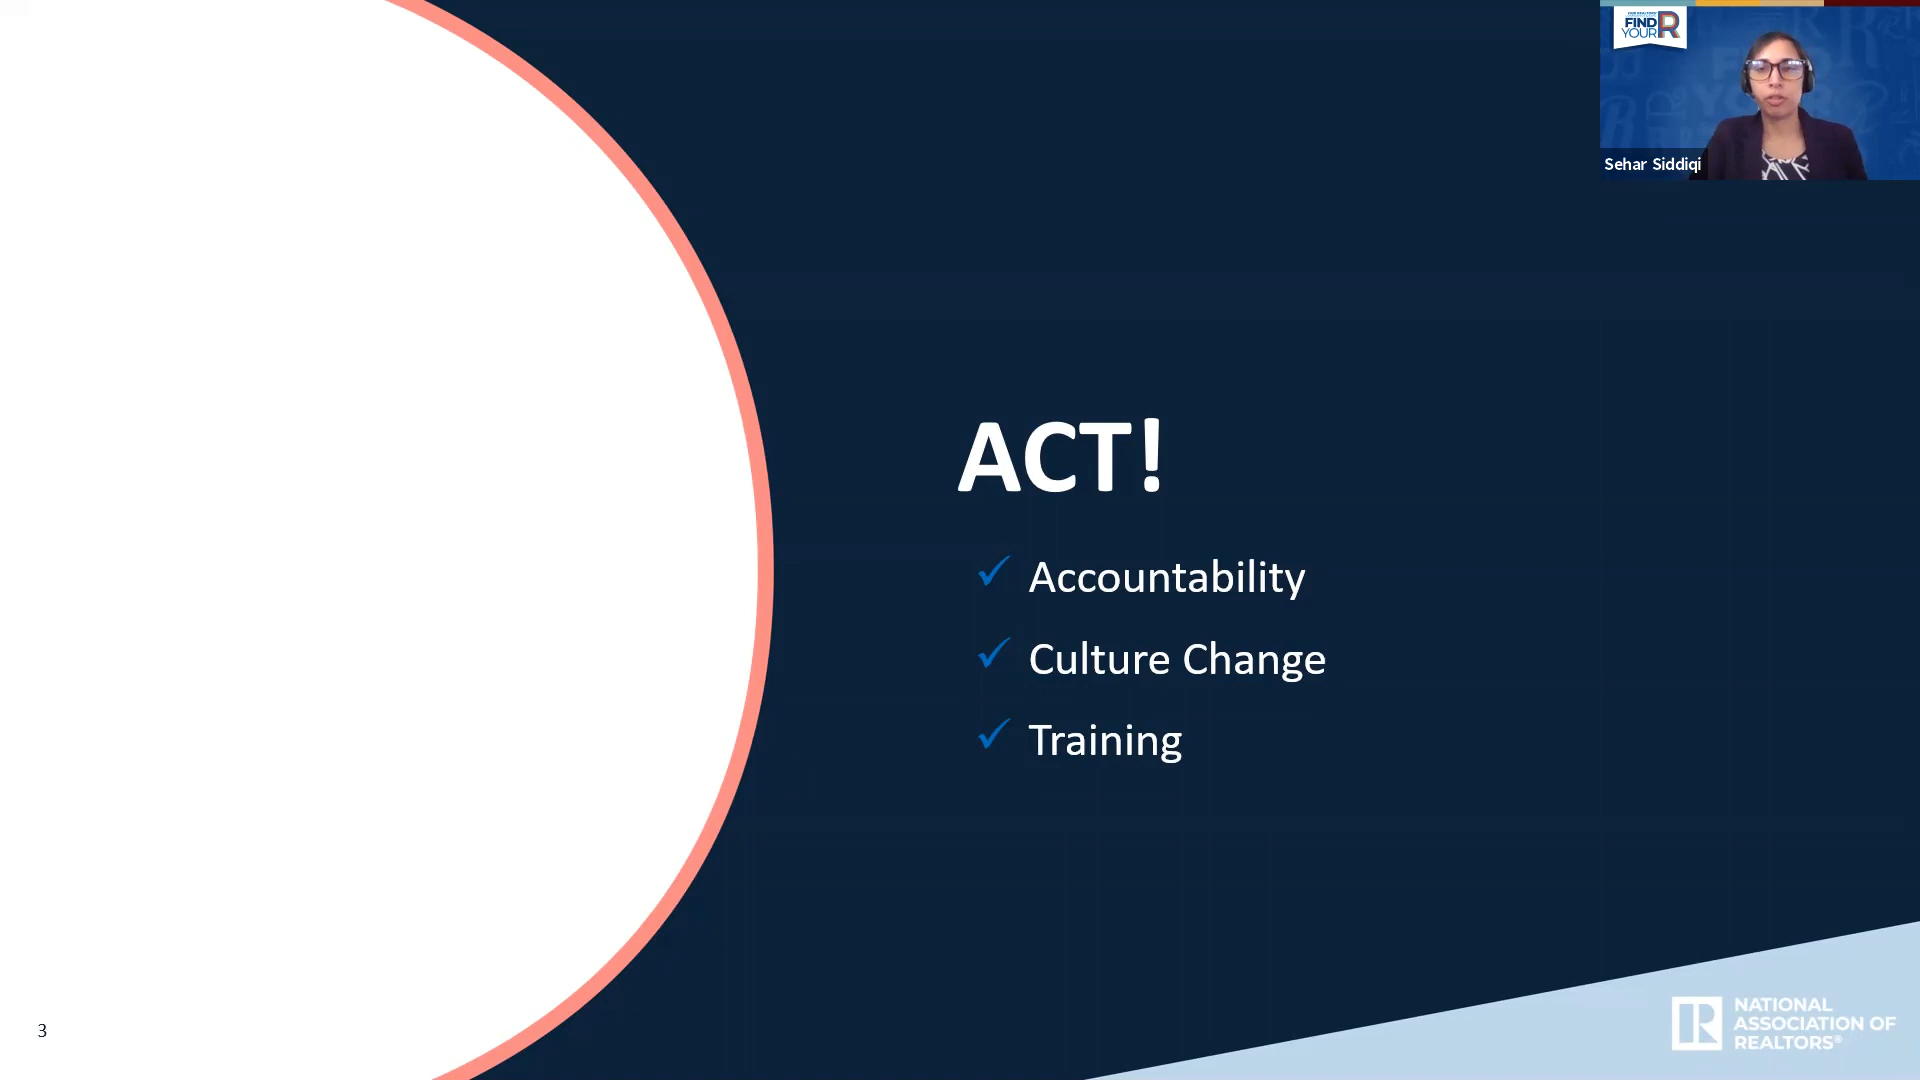 FIND
YOUR
R
Sehar Siddiqi
ACT!
✓ Accountability
✓ Culture Change
✓ Training
3
NATIONAL
ASSOCIATION OF
REALTORS®